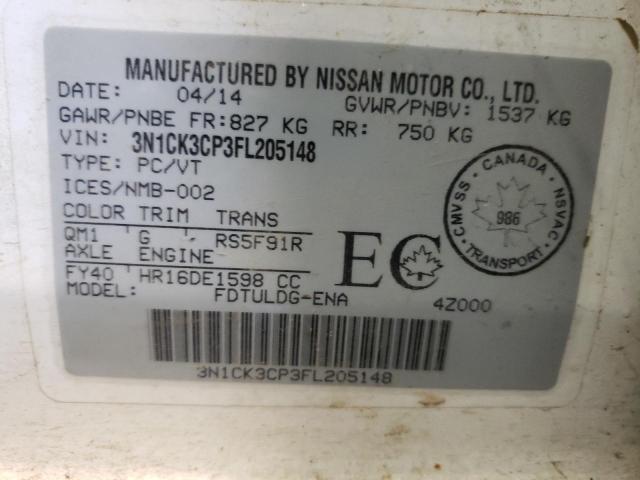 MANUFACTURED BY NISSAN MOTOR CO., LTD.
DATE: 04/14 GVWR/PNBV: 1537 KG
GAWR/PNBE FR:827 KG RR: 750 KG
VIN: 3N1CK3CP3FL205148
TYPE: PC/VT
ICES/NMB-002
COLOR TRIM TRANS
QM1 G RS5F91R
AXLE ENGINE
FY40 HR16DE1598 CC
MODEL: FDTULDG-ENA 4Z000
EC
CMVSS - CANADA - NSVAC
986
TRANSPORT
3N1CK3CP3FL205148